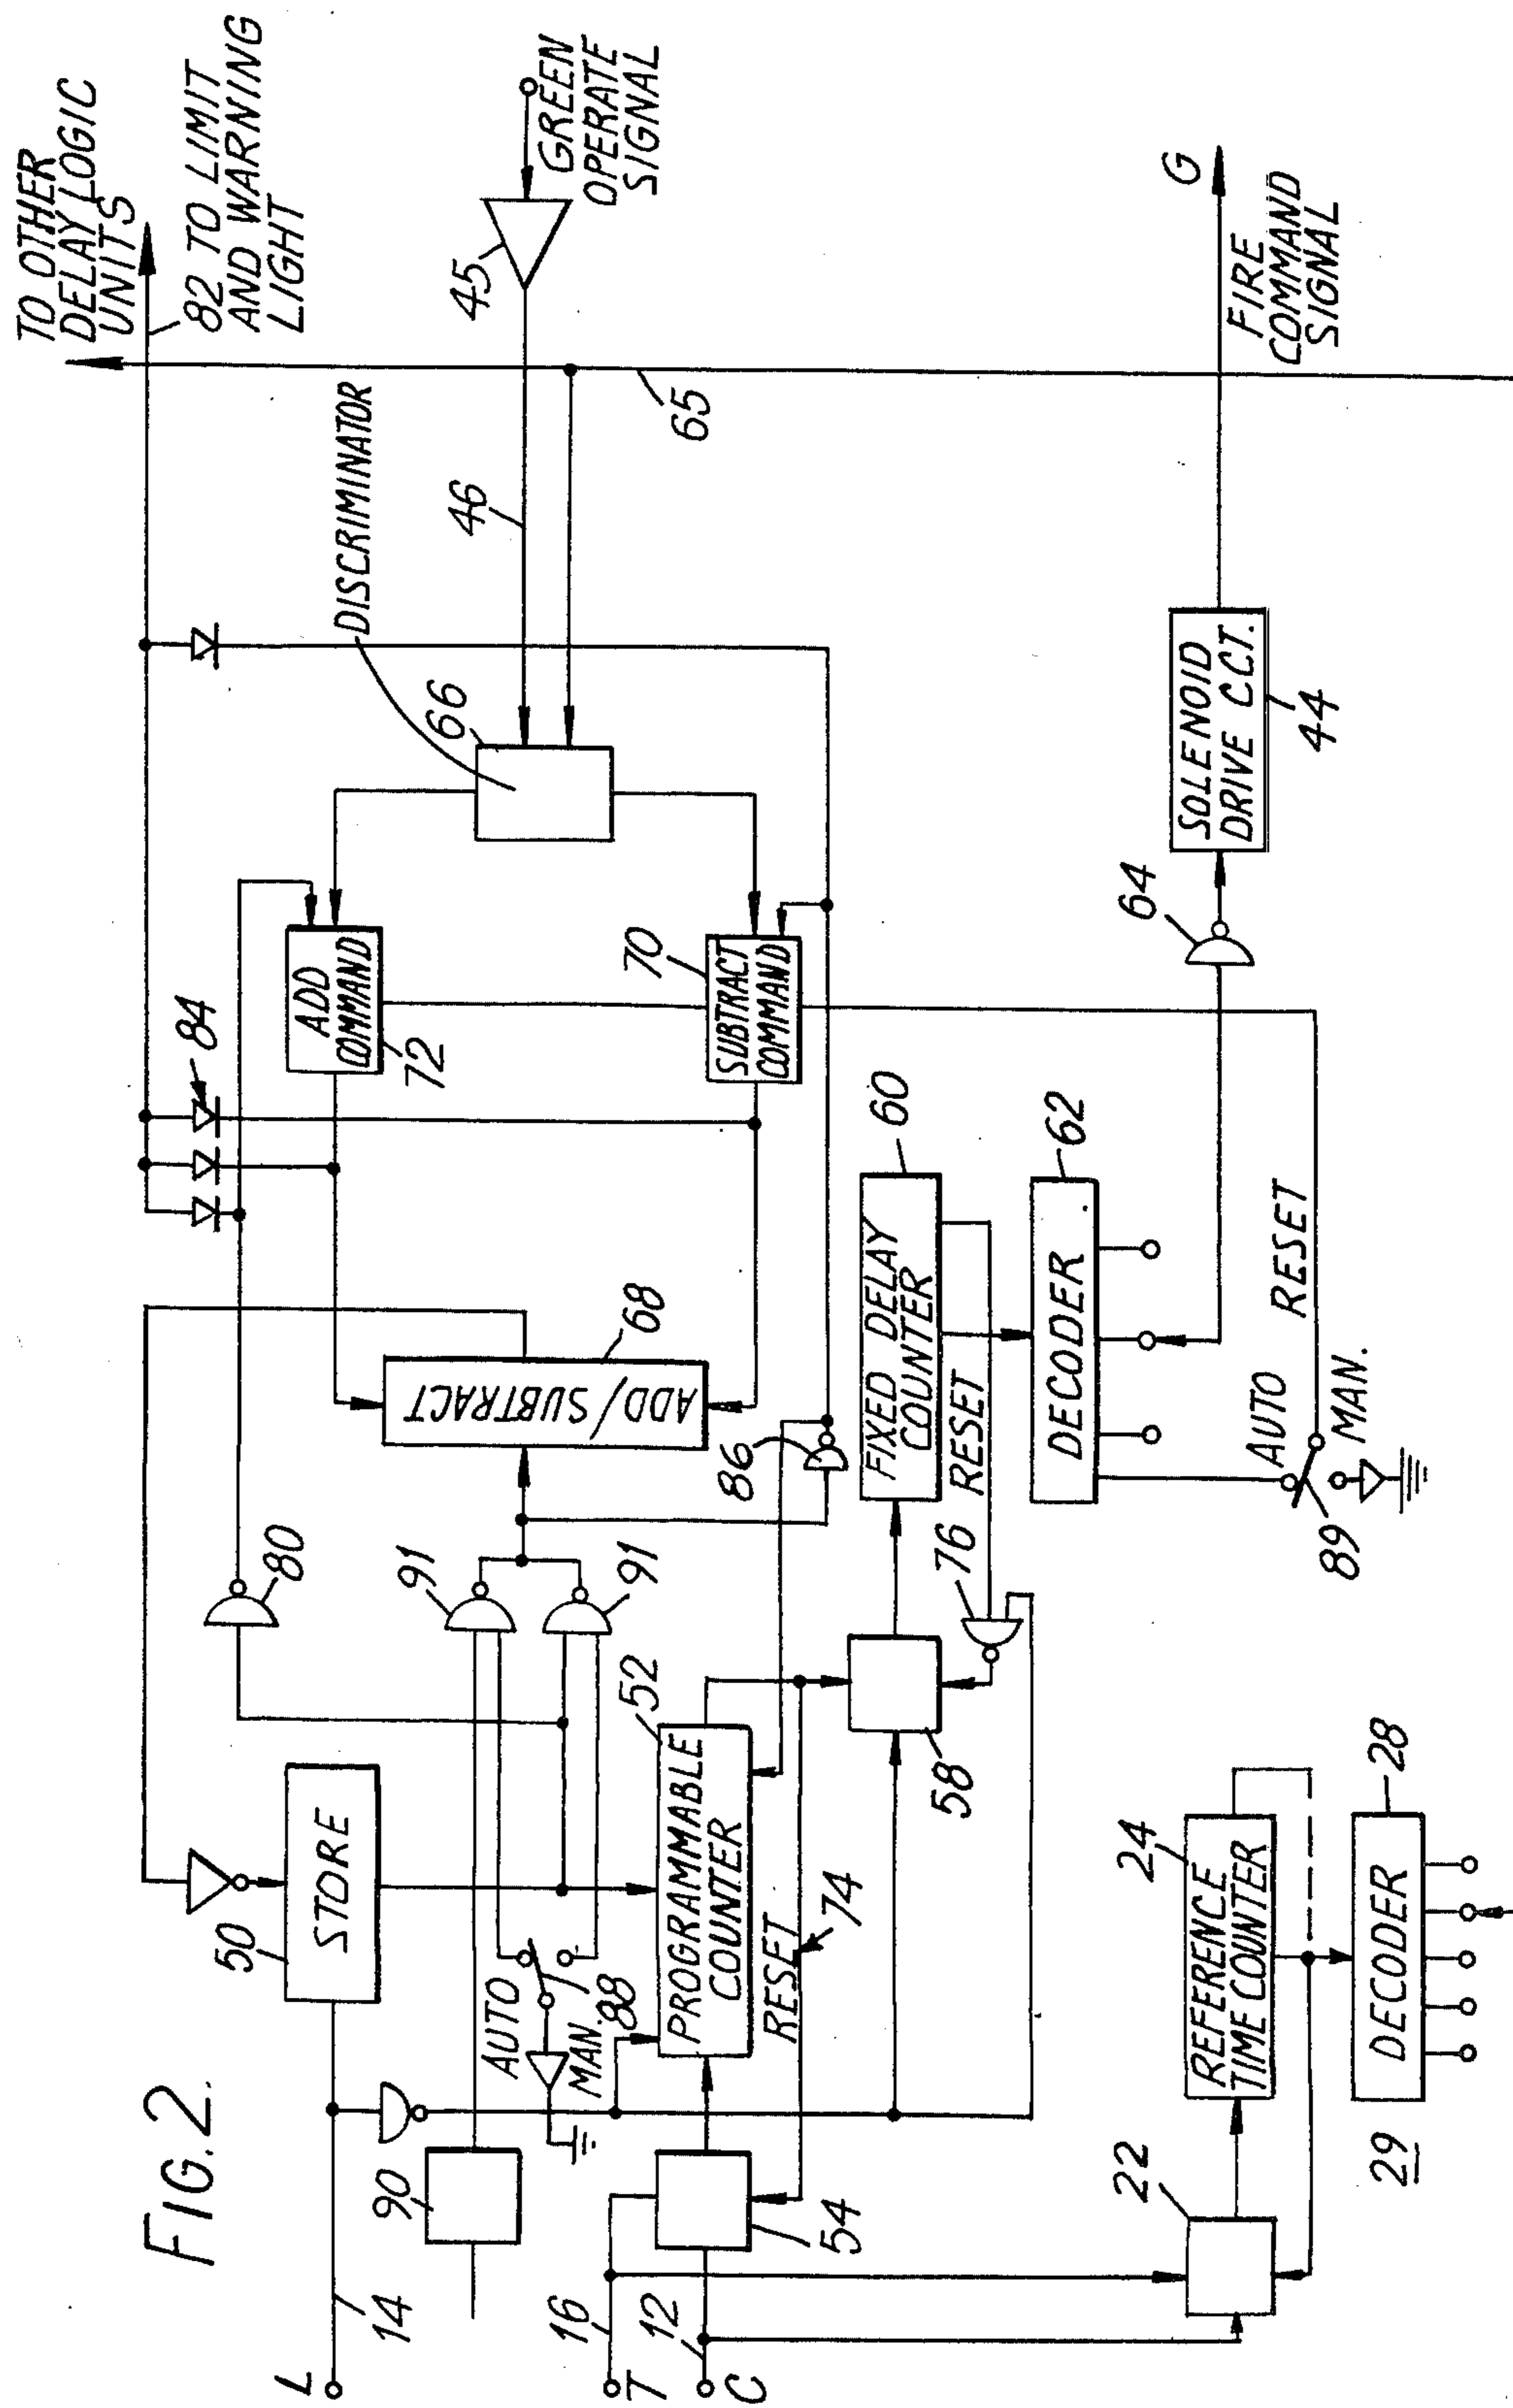 FIG. 2.
TO OTHER
DELAY LOGIC
UNITS
82 TO LIMIT
AND WARNING
LIGHT
84
80
DISCRIMINATOR
ADD
COMMAND
72
66
46
45
GREEN
OPERATE
SIGNAL
65
L
14
50
STORE
90
91
91
AUTO
MAN.
88
ADD/SUBTRACT
68
70
SUBTRACT
COMMAND
86
52
PROGRAMMABLE
COUNTER
RESET
74
16
T
12
C
54
58
76
60
FIXED DELAY
COUNTER
RESET
62
DECODER
64
SOLENOID
DRIVE CCT.
44
G
FIRE
COMMAND
SIGNAL
AUTO
RESET
MAN.
89
22
24
REFERENCE
TIME COUNTER
28
DECODER
29